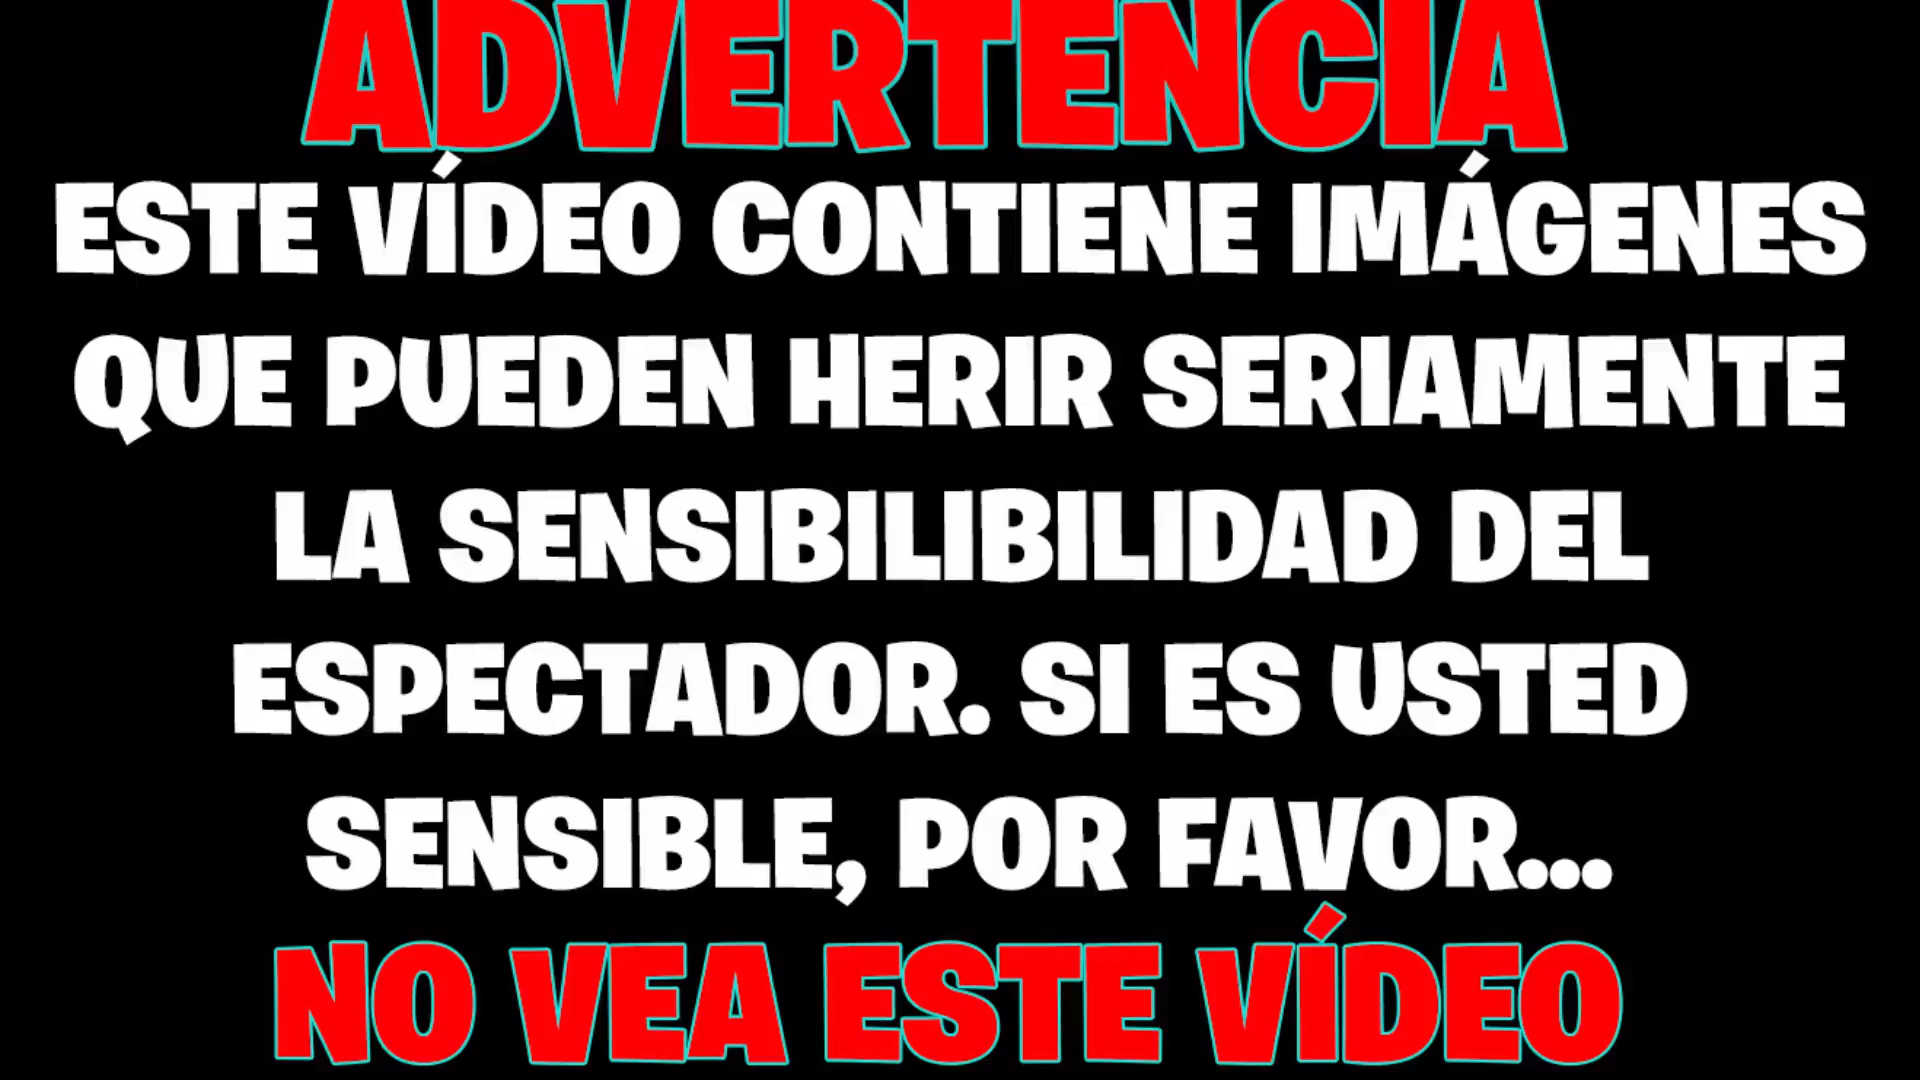 ADVERTENCIA
ESTE VÍDEO CONTIENE IMÁGENES
QUE PUEDEN HERIR SERIAMENTE
LA SENSIBILIBILIDAD DEL
ESPECTADOR. SI ES USTED
SENSIBLE, POR FAVOR...
NO VEA ESTE VÍDEO